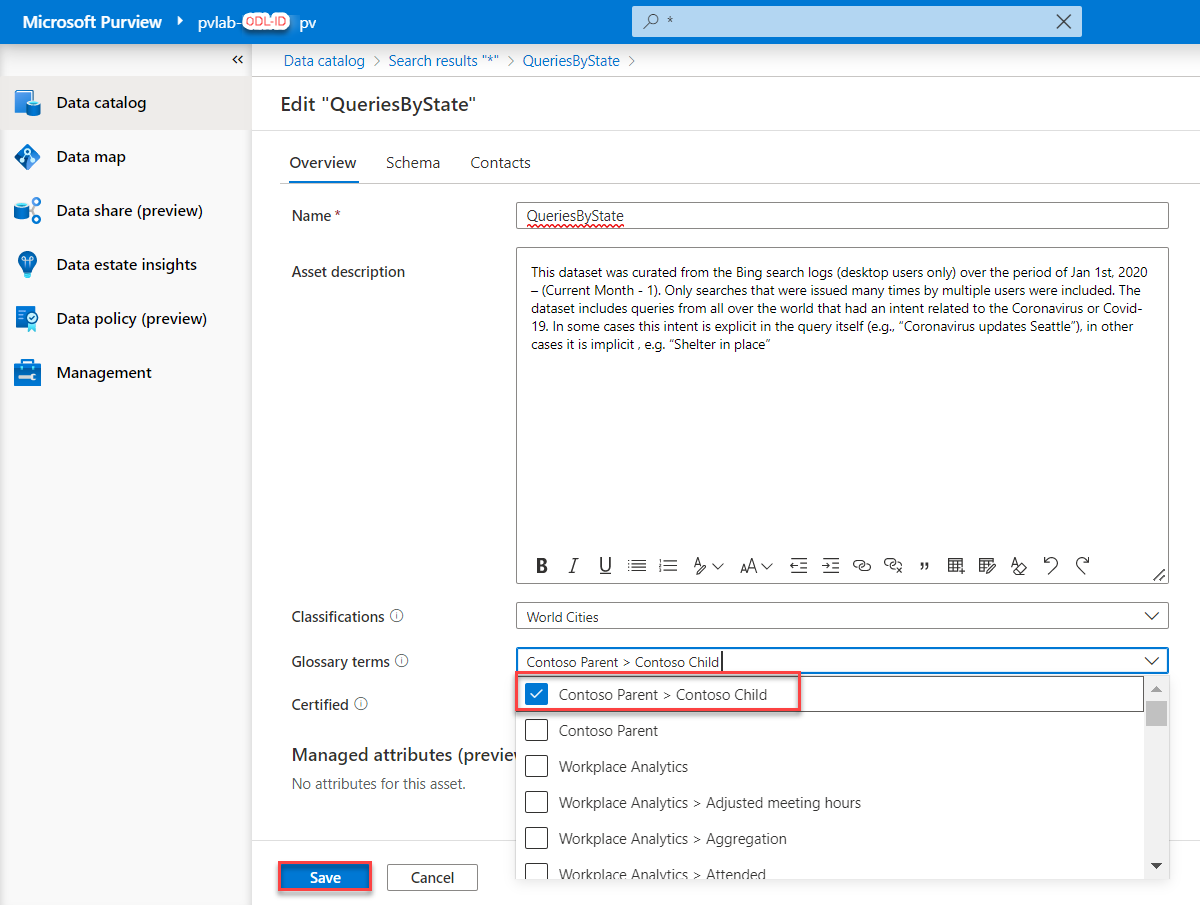 Microsoft Purview pvlab-ODL-ID pv
*
Data catalog > Search results "*" > QueriesByState >
Data catalog
Data map
Data share (preview)
Data estate insights
Data policy (preview)
Management
Edit "QueriesByState"
Overview Schema Contacts
Name *
QueriesByState
Asset description
This dataset was curated from the Bing search logs (desktop users only) over the period of Jan 1st, 2020
– (Current Month - 1). Only searches that were issued many times by multiple users were included. The
dataset includes queries from all over the world that had an intent related to the Coronavirus or Covid-
19. In some cases this intent is explicit in the query itself (e.g., “Coronavirus updates Seattle”), in other
cases it is implicit , e.g. “Shelter in place”
B I U
Classifications
World Cities
Glossary terms
Contoso Parent > Contoso Child
Contoso Parent > Contoso Child
Certified
Contoso Parent
Managed attributes (previe
Workplace Analytics
No attributes for this asset.
Workplace Analytics > Adjusted meeting hours
Workplace Analytics > Aggregation
Workplace Analytics > Attended
Save Cancel